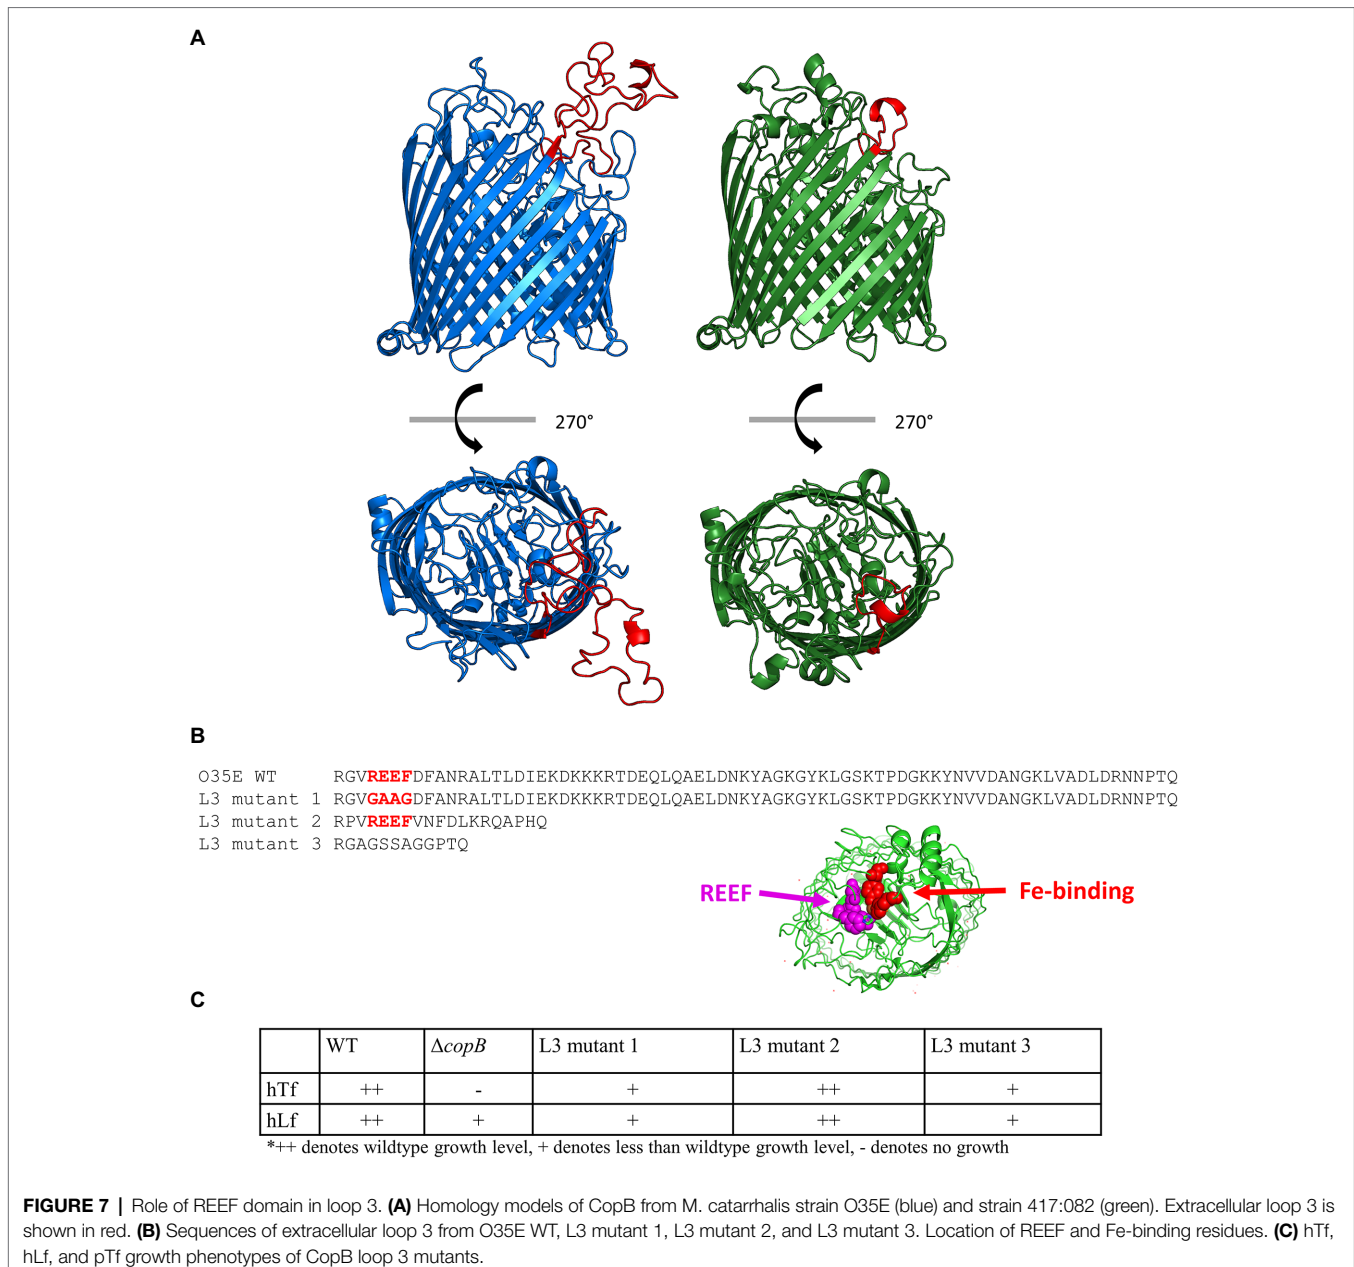 A
270°
270°
B
O35E WT RGVREEFDFANRALTLDIEKDKKKRTDEQLQAELDNKYAGKGYKLGSKTPDGKKYNVVDANGKLVADLDRNNPTQ
L3 mutant 1 RGVGAAGDFANRALTLDIEKDKKKRTDEQLQAELDNKYAGKGYKLGSKTPDGKKYNVVDANGKLVADLDRNNPTQ
L3 mutant 2 RPVREEFVNFDLKRQAPHQ
L3 mutant 3 RGAGSSAGGPTQ
REEF
Fe-binding
C
WT ΔcopB L3 mutant 1 L3 mutant 2 L3 mutant 3
hTf ++ - + ++ +
hLf ++ + + ++ +
*++ denotes wildtype growth level, + denotes less than wildtype growth level, - denotes no growth
FIGURE 7 | Role of REEF domain in loop 3. (A) Homology models of CopB from M. catarrhalis strain O35E (blue) and strain 417:082 (green). Extracellular loop 3 is
shown in red. (B) Sequences of extracellular loop 3 from O35E WT, L3 mutant 1, L3 mutant 2, and L3 mutant 3. Location of REEF and Fe-binding residues. (C) hTf,
hLf, and pTf growth phenotypes of CopB loop 3 mutants.